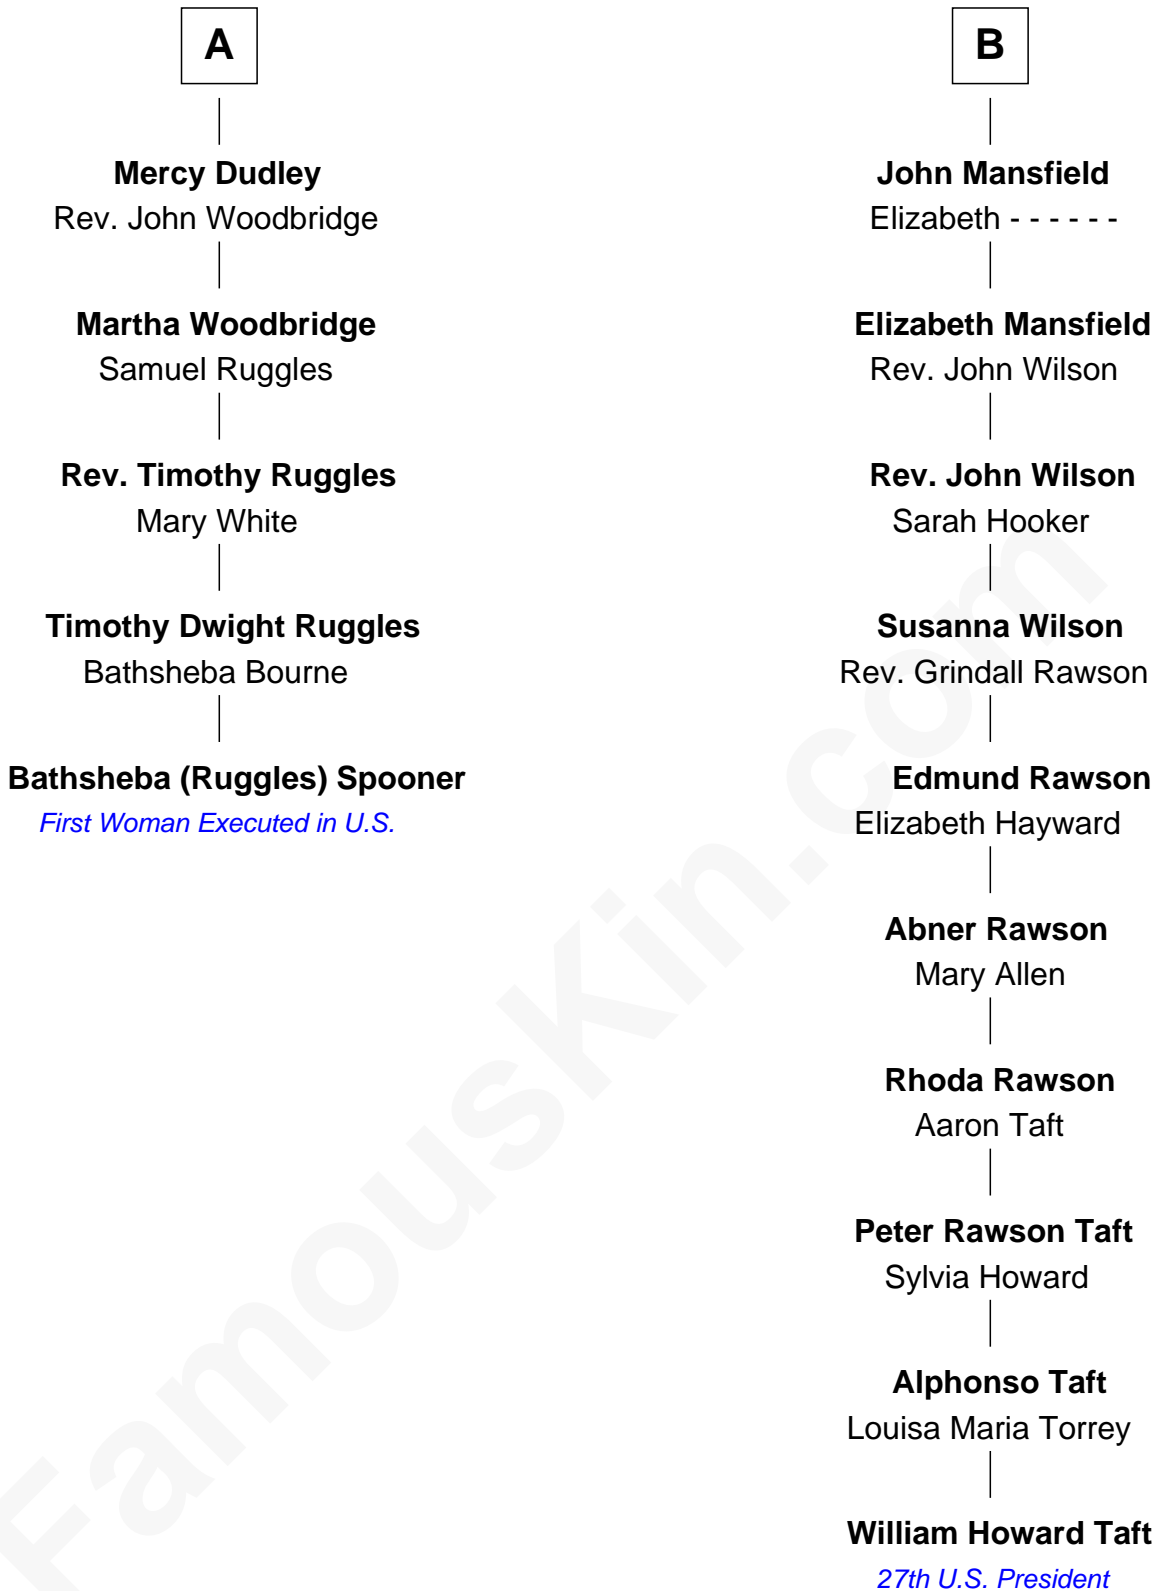 A
Mercy Dudley
Rev. John Woodbridge
Martha Woodbridge
Samuel Ruggles
Rev. Timothy Ruggles
Mary White
Timothy Dwight Ruggles
Bathsheba Bourne
Bathsheba (Ruggles) Spooner
First Woman Executed in U.S.
B
John Mansfield
Elizabeth - - - - - -
Elizabeth Mansfield
Rev. John Wilson
Rev. John Wilson
Sarah Hooker
Susanna Wilson
Rev. Grindall Rawson
Edmund Rawson
Elizabeth Hayward
Abner Rawson
Mary Allen
Rhoda Rawson
Aaron Taft
Peter Rawson Taft
Sylvia Howard
Alphonso Taft
Louisa Maria Torrey
William Howard Taft
27th U.S. President
FamousKin.com